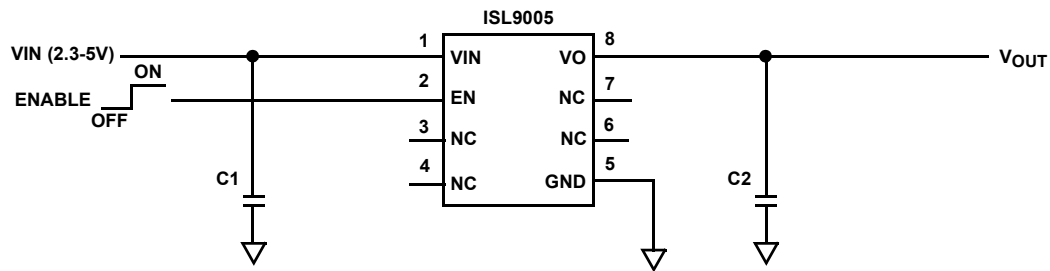 ISL9005
VIN (2.3-5V)
1
VIN
VO
8
VOUT
ON
ENABLE
OFF
2
EN
NC
7
3
NC
NC
6
4
NC
GND
5
C1
C2